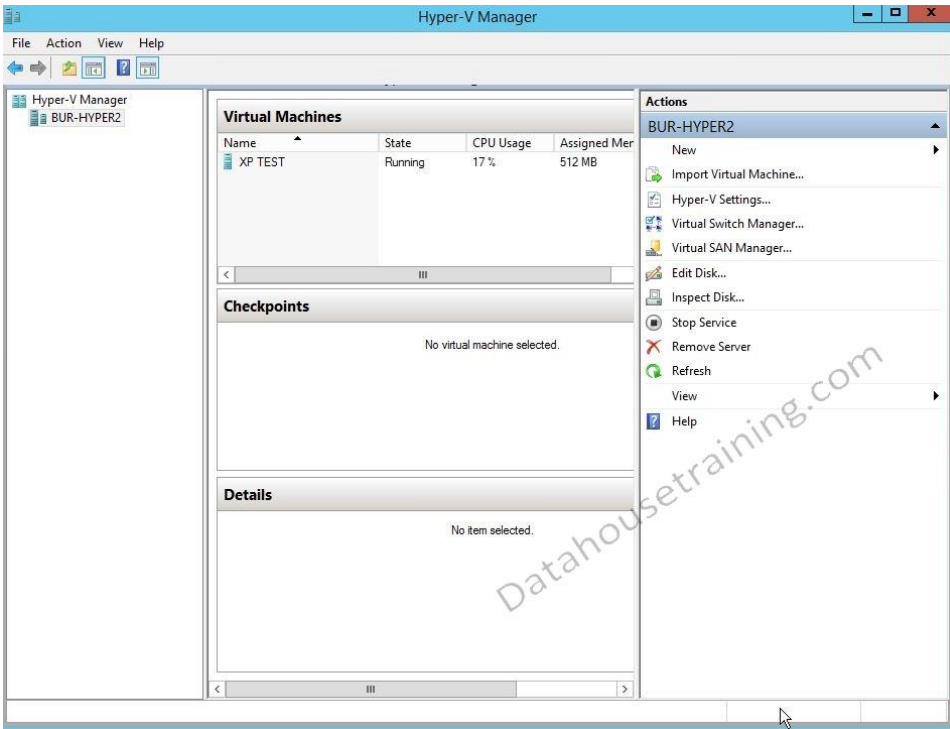 Hyper-V Manager
File Action View Help
Hyper-V Manager
BUR-HYPER2
Virtual Machines
Name State CPU Usage Assigned Mer
XP TEST Running 17 % 512 MB
Checkpoints
No virtual machine selected.
Details
No item selected.
Actions
BUR-HYPER2
New
Import Virtual Machine...
Hyper-V Settings...
Virtual Switch Manager...
Virtual SAN Manager...
Edit Disk...
Inspect Disk...
Stop Service
Remove Server
Refresh
View
Help
Datahousetraining.com